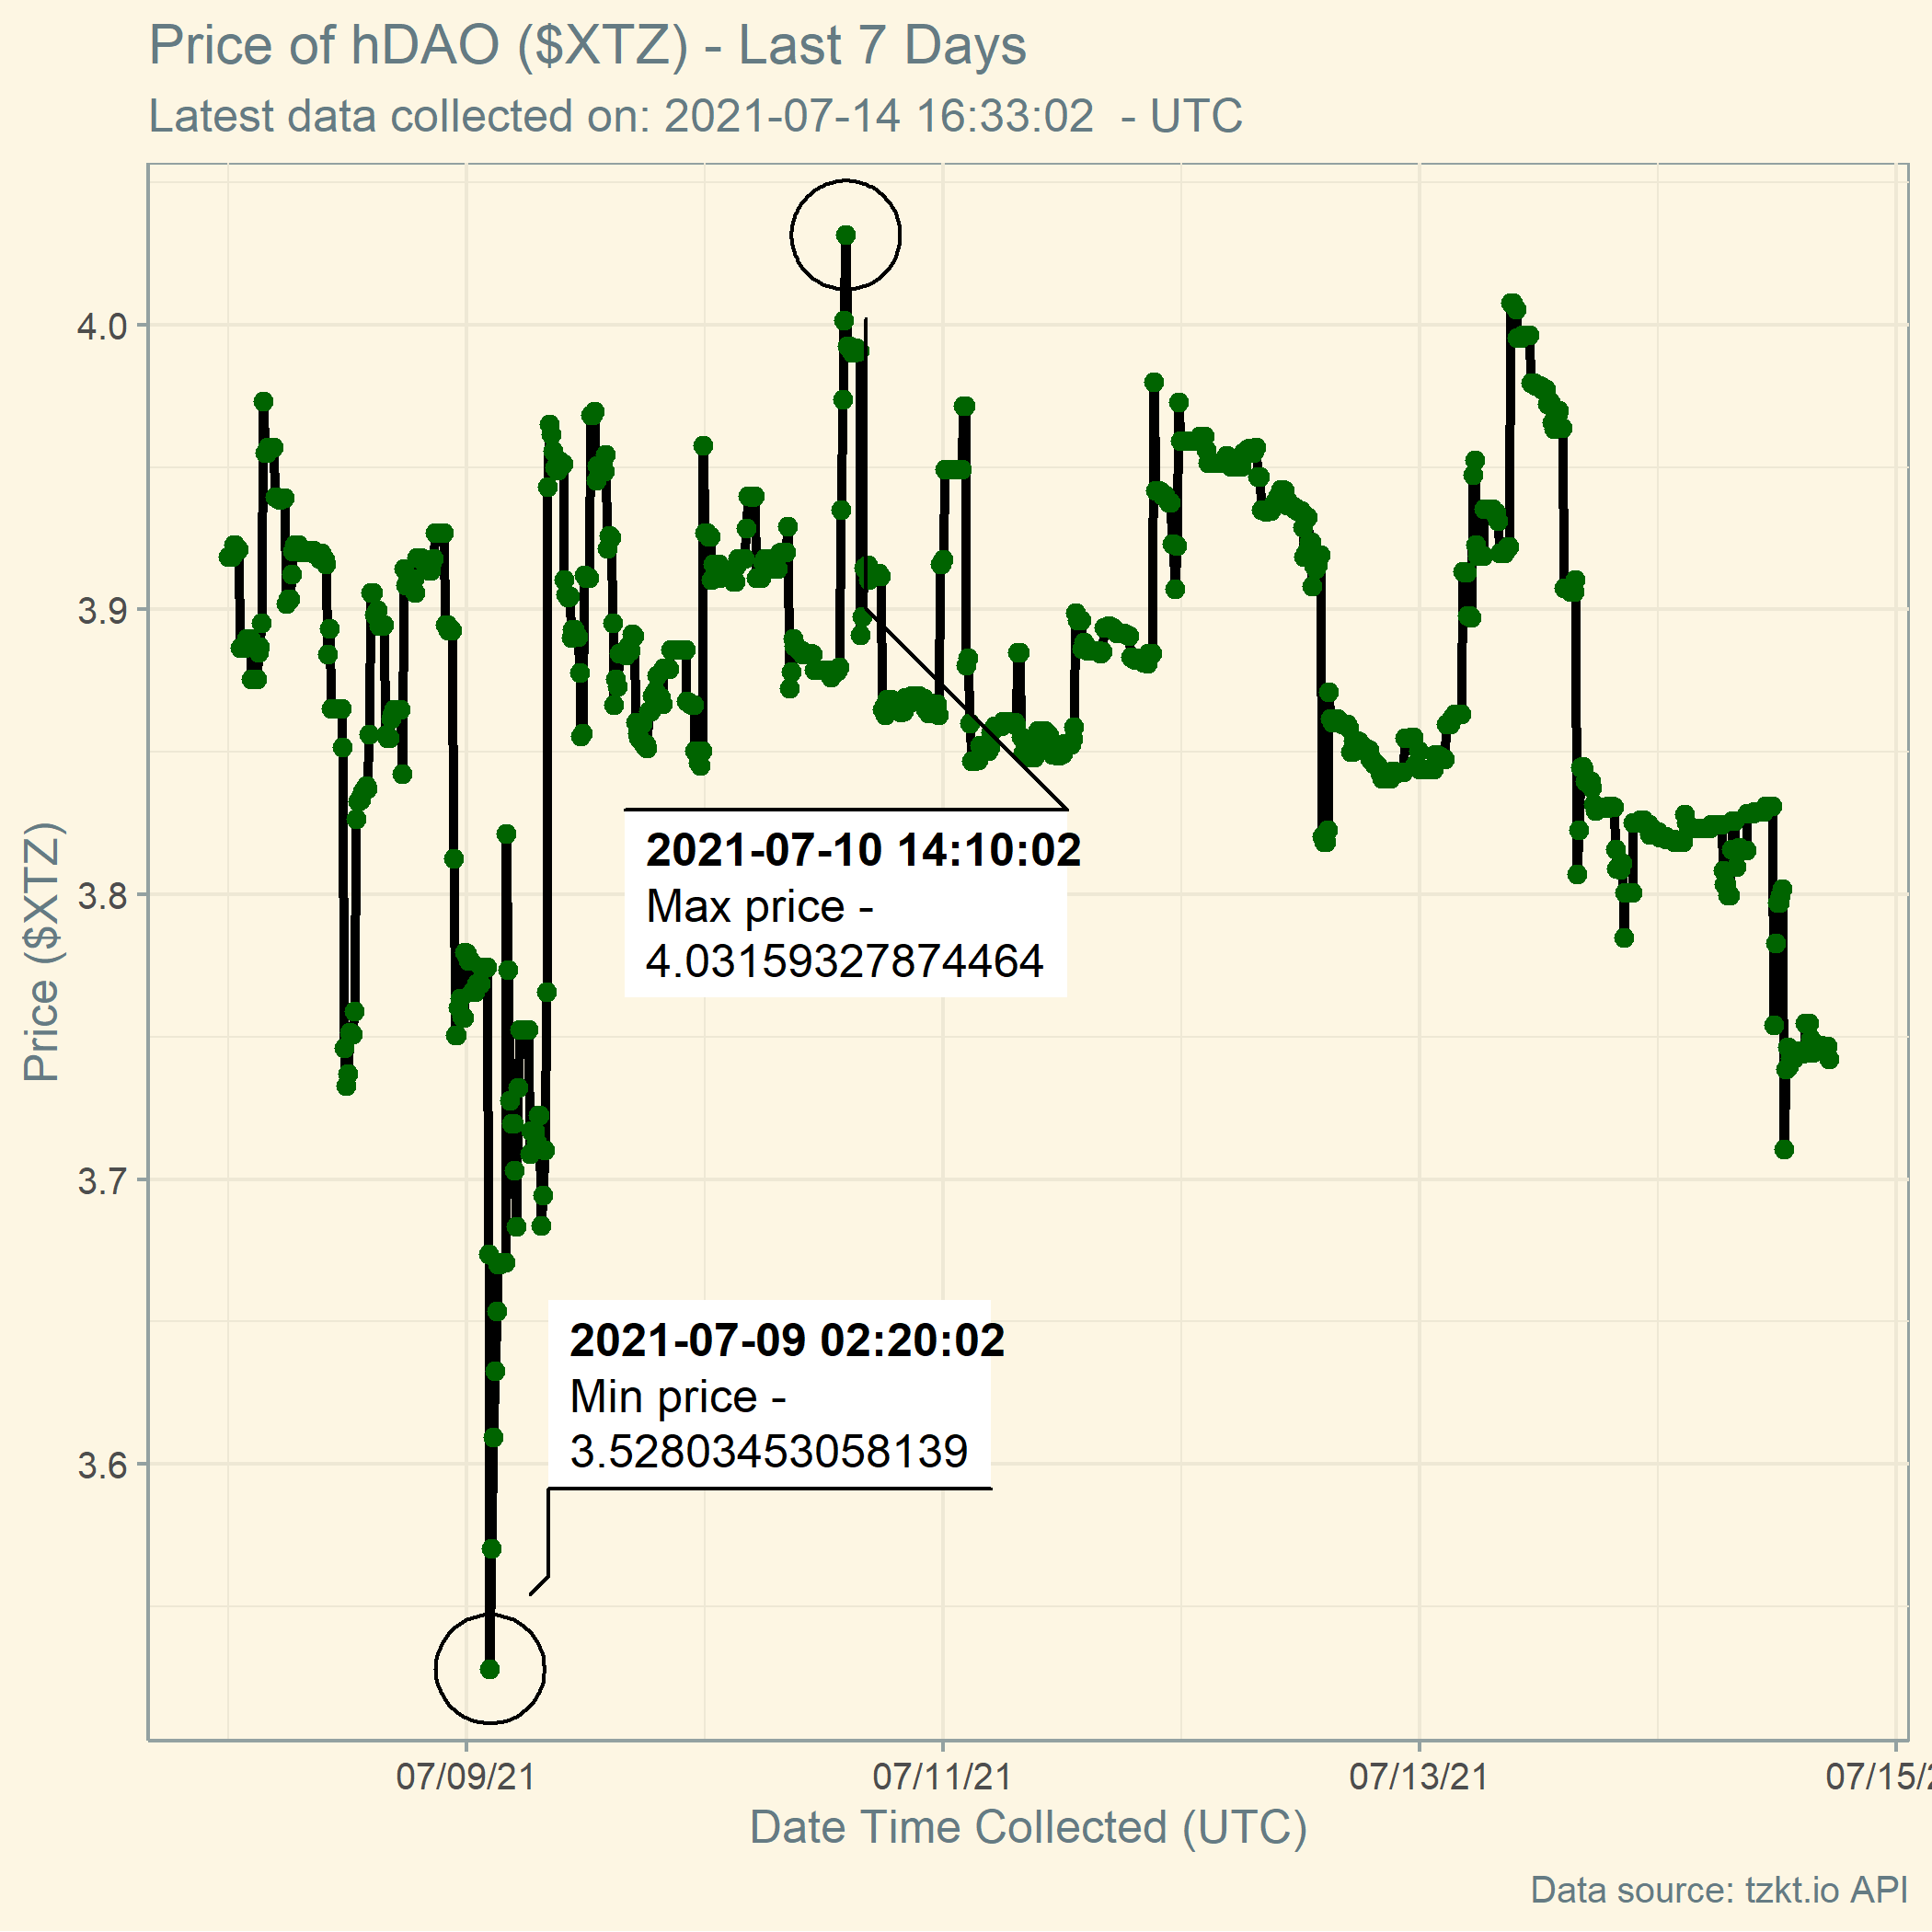 Price of hDAO ($XTZ) - Last 7 Days
Latest data collected on: 2021-07-14 16:33:02  - UTC
4.0
3.9
3.8
3.7
3.6
Price ($XTZ)
2021-07-10 14:10:02
Max price -
4.03159327874464
2021-07-09 02:20:02
Min price -
3.52803453058139
07/09/21
07/11/21
07/13/21
07/15/2
Date Time Collected (UTC)
Data source: tzkt.io API